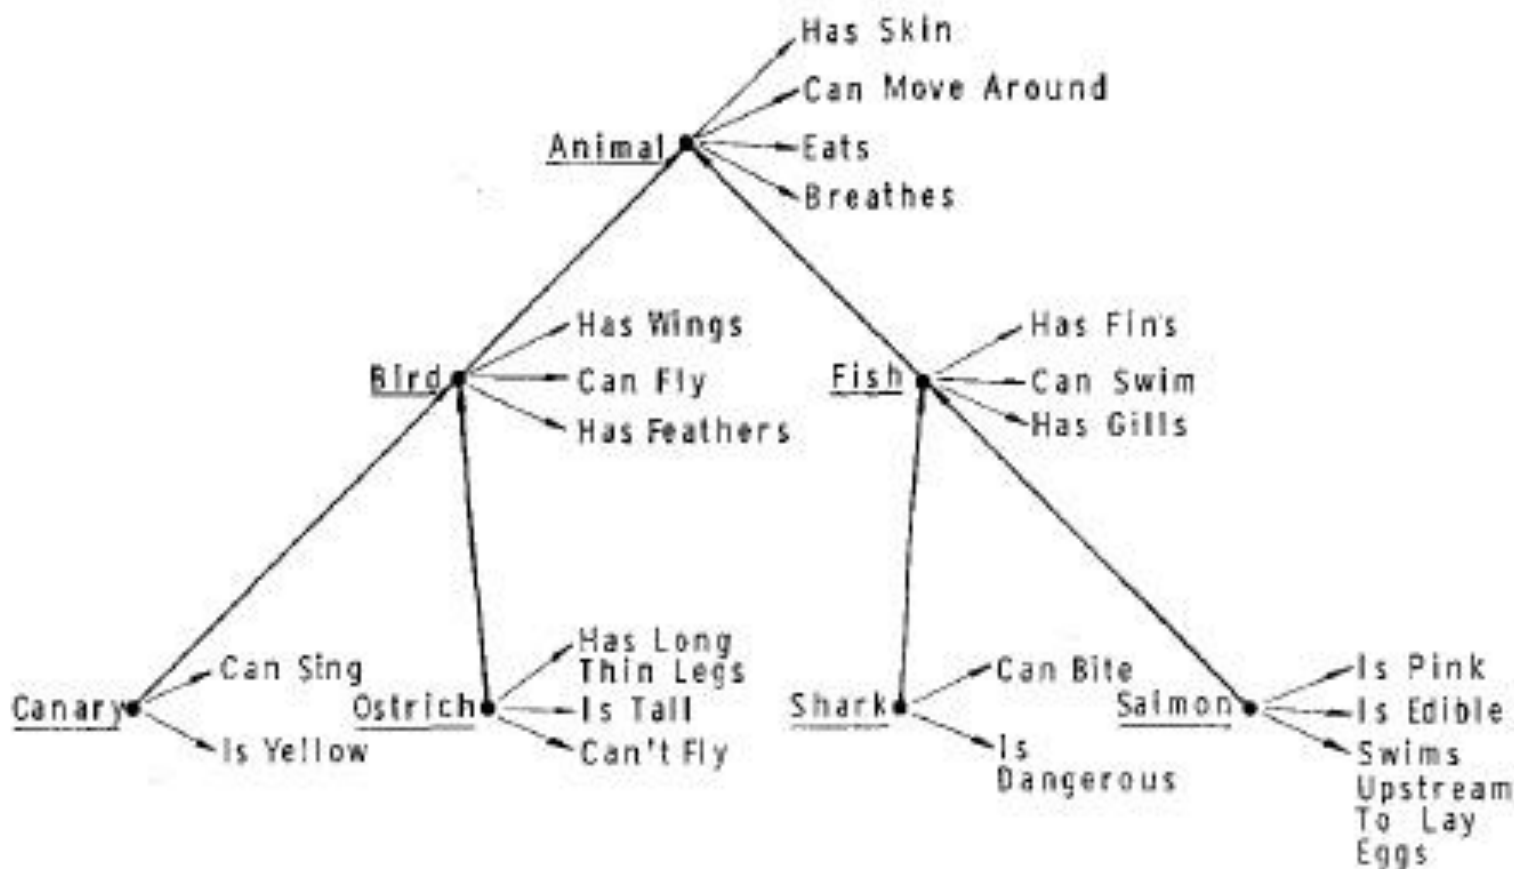 Has Skin
Can Move Around
Animal
Eats
Breathes
Bird
Has Wings
Can Fly
Has Feathers
Fish
Has Fins
Can Swim
Has Gills
Canary
Can Sing
Is Yellow
Ostrich
Has Long
Thin Legs
Is Tall
Can't Fly
Shark
Can Bite
Is
Dangerous
Salmon
Is Pink
Is Edible
Swims
Upstream
To Lay
Eggs